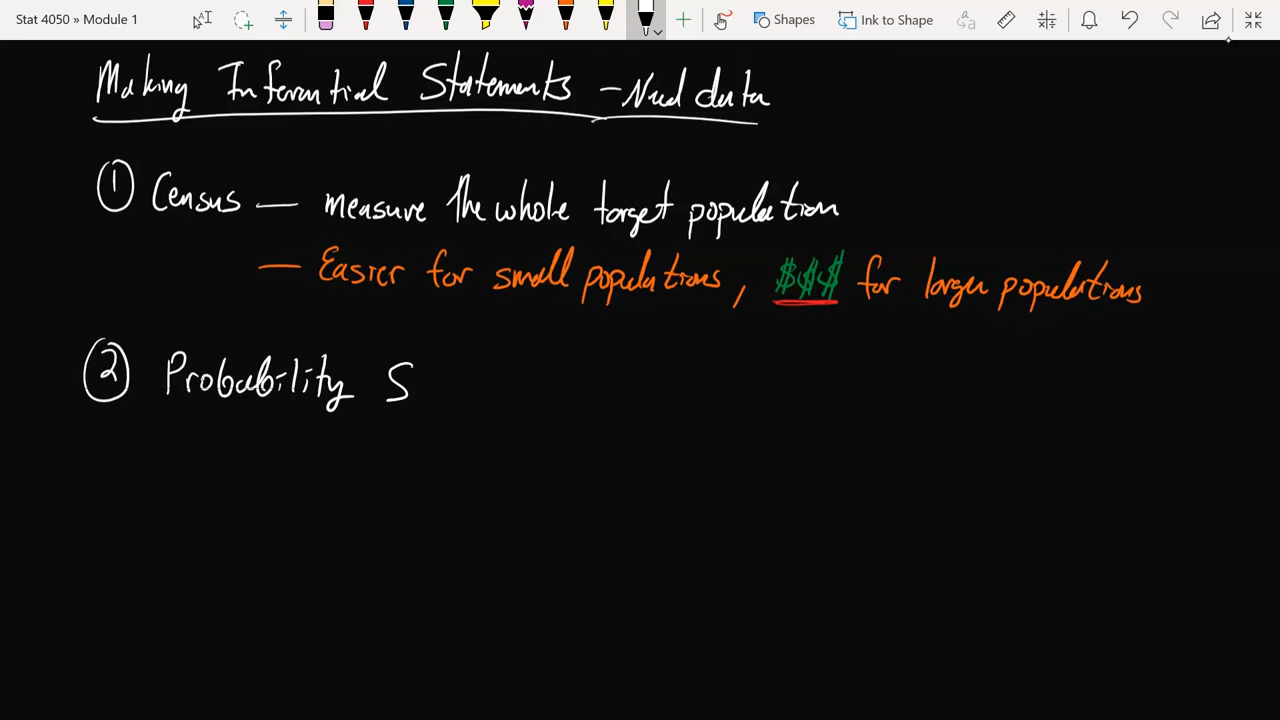 Stat 4050 » Module 1
Shapes
Ink to Shape
Making Inferential Statements - Need data
① Census — measure the whole target population
— Easier for small populations, $$$ for larger populations
② Probability S